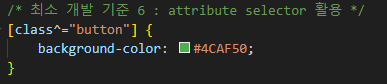 /* 최소 개발 기준 6 : attribute selector 활용 */
[class^="button"] {
    background-color: #4CAF50;
}